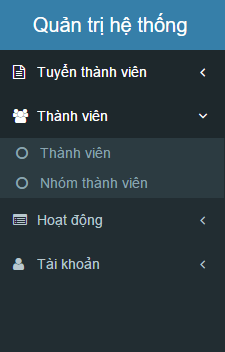 Quản trị hệ thống
Tuyển thành viên
Thành viên
Thành viên
Nhóm thành viên
Hoạt động
Tài khoản